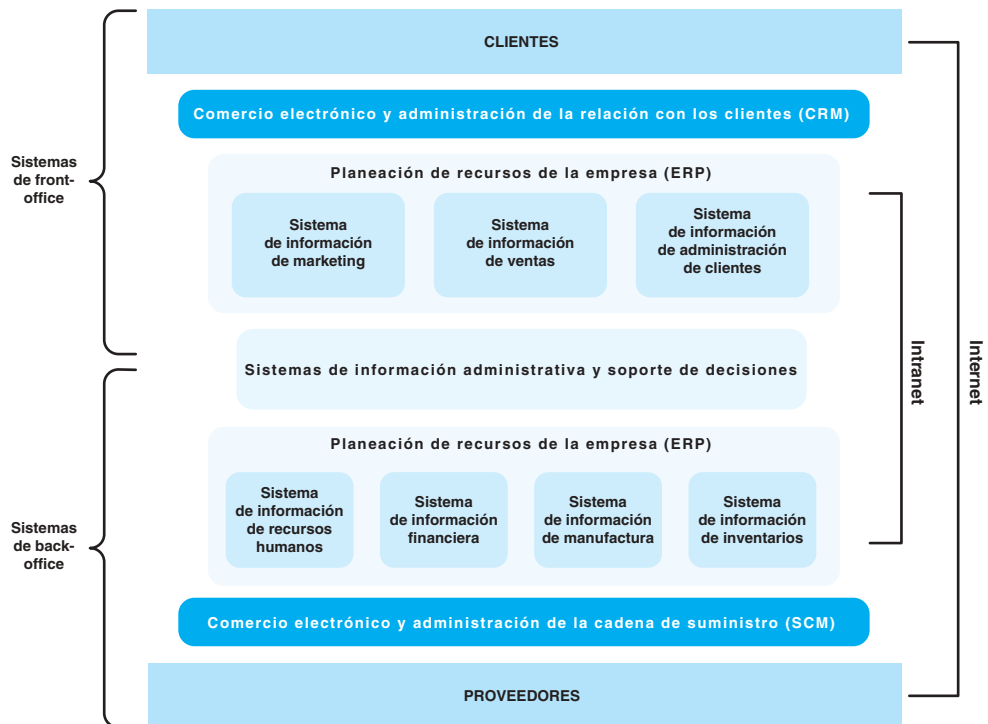 CLIENTES
Comercio electrónico y administración de la relación con los clientes (CRM)
Sistemas
de front-
office
Planeación de recursos de la empresa (ERP)
Sistema
de información
de marketing
Sistema
de información
de ventas
Sistema
de información
de administración
de clientes
Sistemas de información administrativa y soporte de decisiones
Intranet
Internet
Planeación de recursos de la empresa (ERP)
Sistema
de información
de recursos
humanos
Sistema
de información
financiera
Sistema
de información
de manufactura
Sistema
de información
de inventarios
Sistemas
de back-
office
Comercio electrónico y administración de la cadena de suministro (SCM)
PROVEEDORES